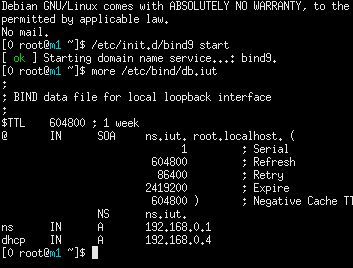 Debian GNU/Linux comes with ABSOLUTELY NO WARRANTY, to the
permitted by applicable law.
No mail.
[0 root@m1 ~]$ /etc/init.d/bind9 start
[ ok ] Starting domain name service...: bind9.
[0 root@m1 ~]$ more /etc/bind/db.iut
;
; BIND data file for local loopback interface
;
$TTL    604800 ; 1 week
@       IN      SOA     ns.iut. root.localhost. (
                              1         ; Serial
                         604800         ; Refresh
                          86400         ; Retry
                        2419200         ; Expire
                         604800 )       ; Negative Cache TT
                NS      ns.iut.
ns      IN      A       192.168.0.1
dhcp    IN      A       192.168.0.4
[0 root@m1 ~]$